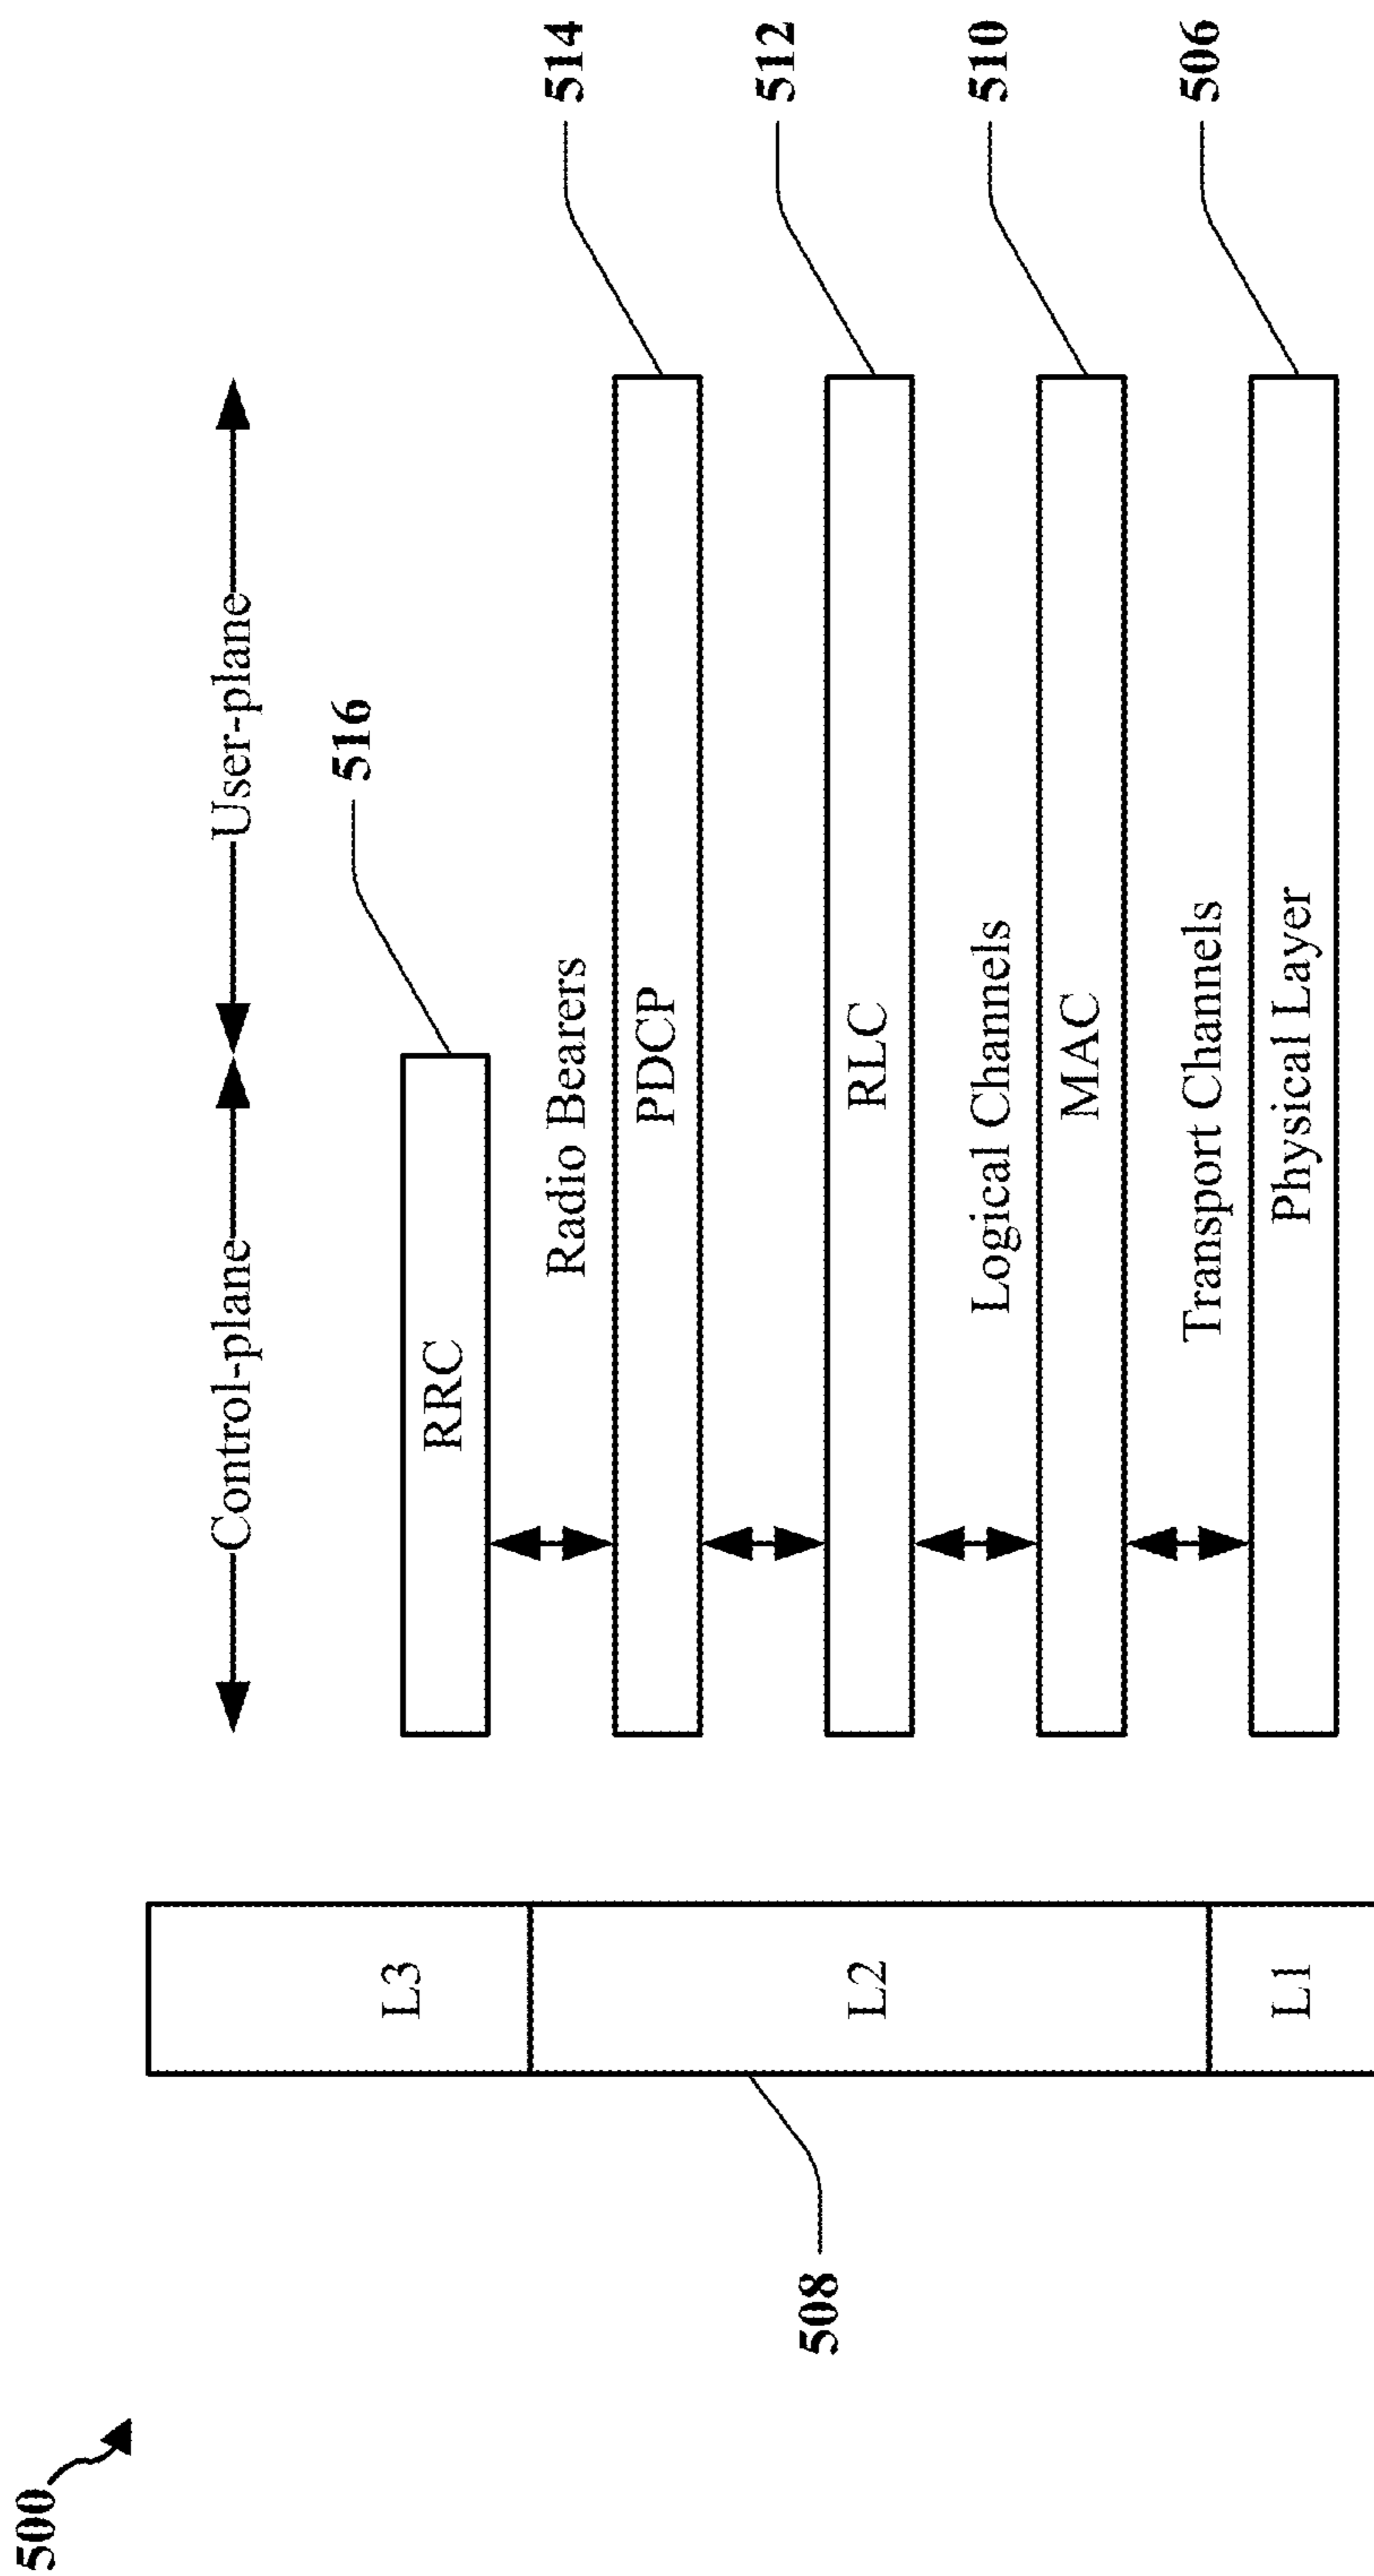 500
Control-plane
User-plane
516
L3
RRC
Radio Bearers
514
PDCP
508
L2
512
RLC
Logical Channels
510
MAC
Transport Channels
506
L1
Physical Layer